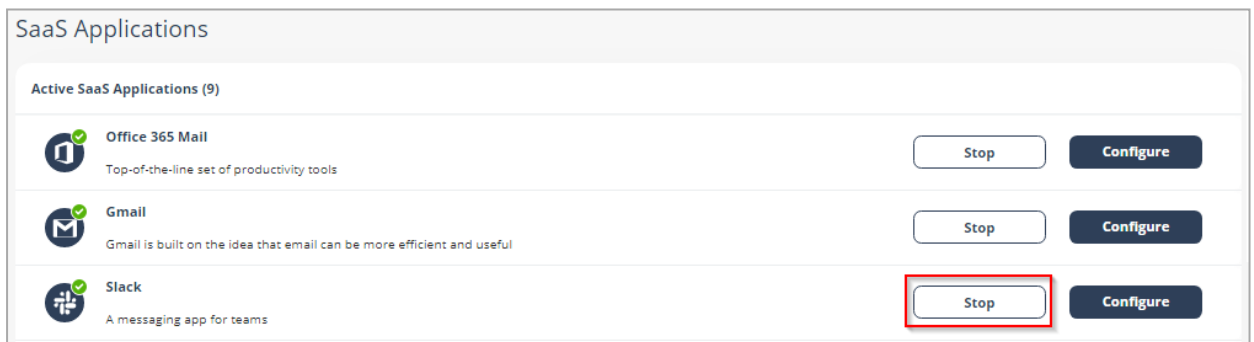 SaaS Applications
Active SaaS Applications (9)
Office 365 Mail
Top-of-the-line set of productivity tools
Stop
Configure
Gmail
Gmail is built on the idea that email can be more efficient and useful
Stop
Configure
Slack
A messaging app for teams
Stop
Configure